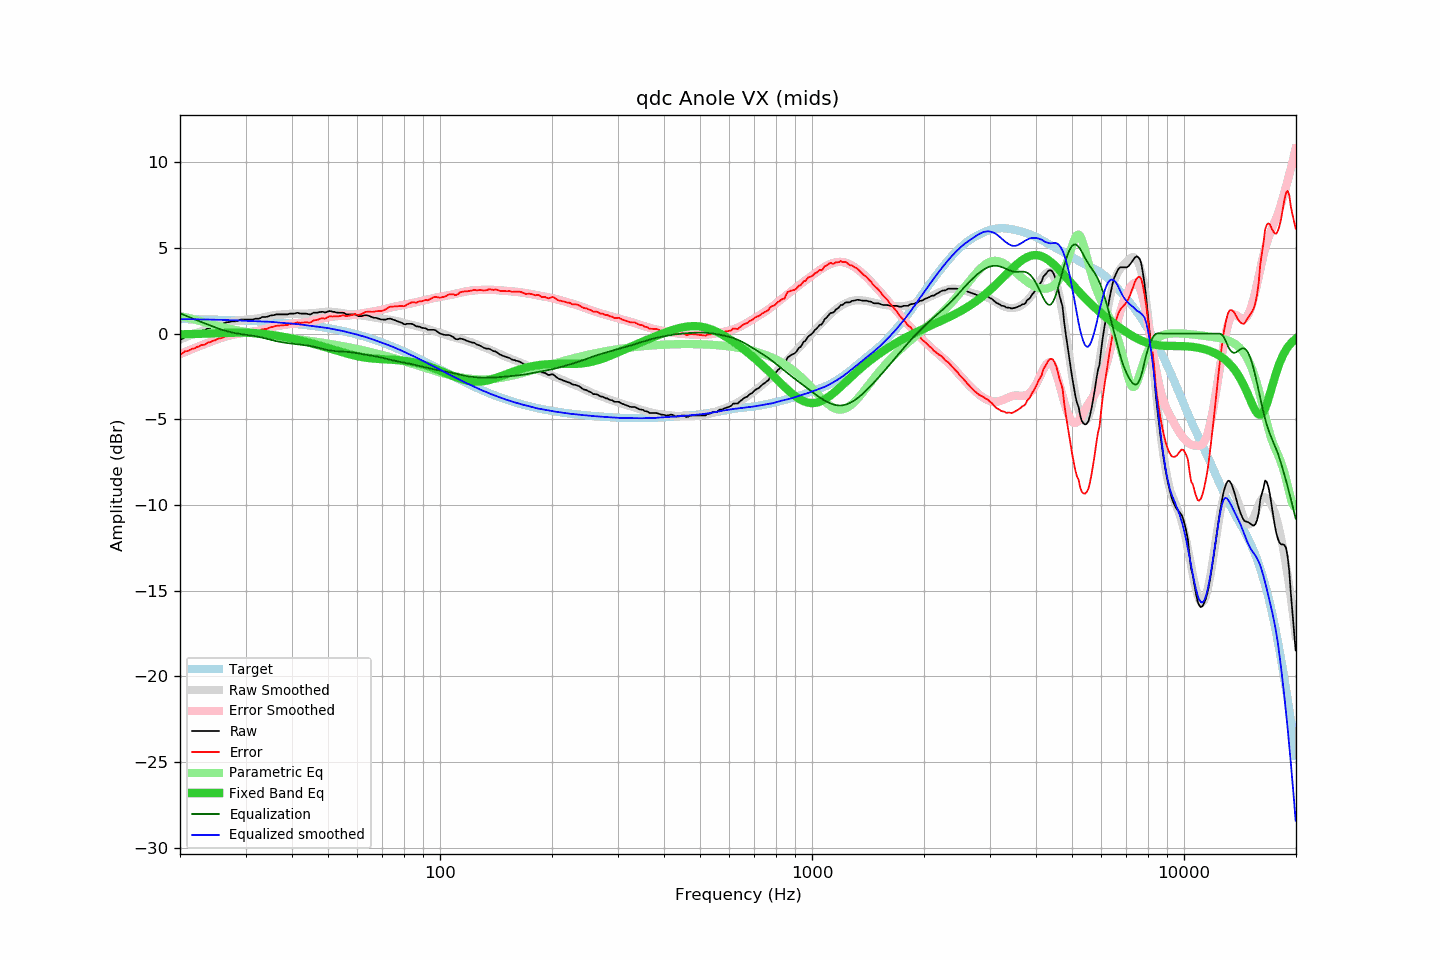 qdc Anole VX (mids)
Amplitude (dBr)
10
5
0
−5
−10
−15
−20
−25
−30
Target
Raw Smoothed
Error Smoothed
Raw
Error
Parametric Eq
Fixed Band Eq
Equalization
Equalized smoothed
100
1000
10000
Frequency (Hz)